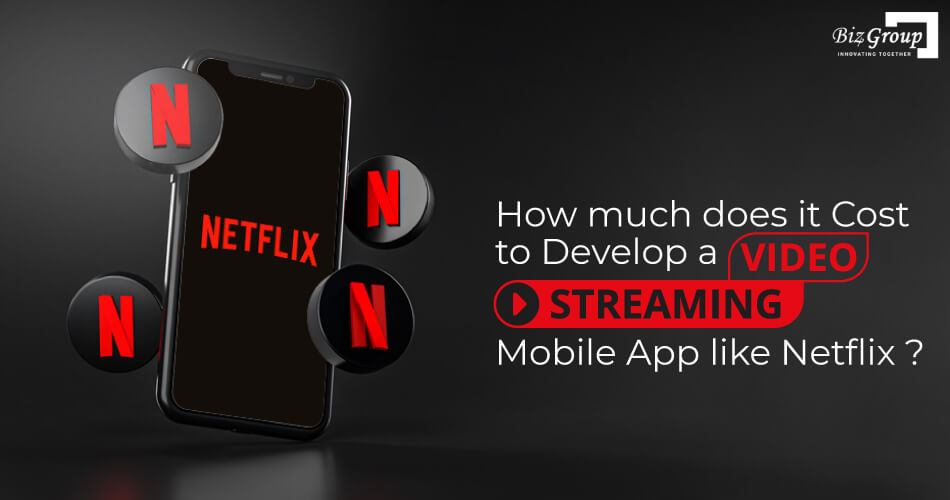 Biz Group
INNOVATING TOGETHER
N
NETFLIX
N
N
N
How much does it Cost
to Develop a VIDEO
STREAMING
Mobile App like Netflix ?